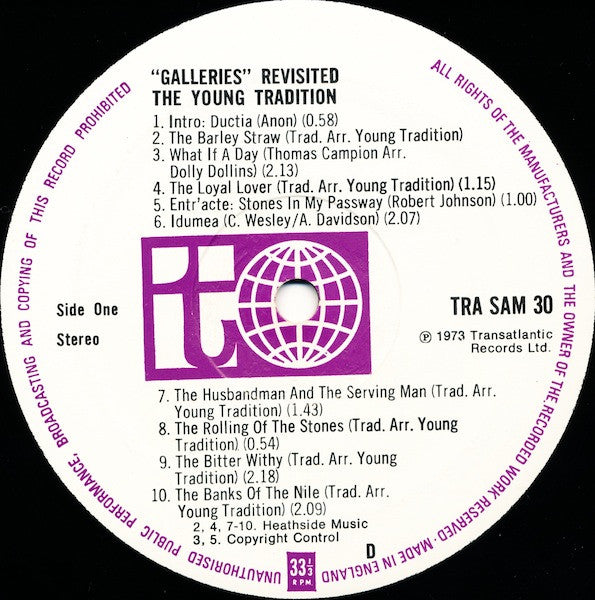 "GALLERIES" REVISITED
THE YOUNG TRADITION
1. Intro: Ductia (Anon) (0.58)
2. The Barley Straw (Trad. Arr. Young Tradition)
3. What If A Day (Thomas Campion Arr.
Dolly Dollins) (2.13)
4. The Loyal Lover (Trad. Arr. Young Tradition) (1.15)
5. Entr'acte: Stones In My Passway (Robert Johnson) (1.00)
6. Idumea (C. Wesley/A. Davidson) (2.07)
Side One
Stereo
it
TRA SAM 30
℗ 1973 Transatlantic
Records Ltd.
7. The Husbandman And The Serving Man (Trad. Arr.
Young Tradition) (1.43)
8. The Rolling Of The Stones (Trad. Arr. Young
Tradition) (0.54)
9. The Bitter Withy (Trad. Arr. Young
Tradition) (2.18)
10. The Banks Of The Nile (Trad. Arr.
Young Tradition) (2.09)
2, 4, 7-10. Heathside Music
3, 5. Copyright Control
D
33 1/3
RPM
ALL RIGHTS OF THE MANUFACTURERS AND THE OWNER OF THE RECORDED WORK RESERVED · MADE IN ENGLAND
UNAUTHORISED PUBLIC PERFORMANCE, BROADCASTING AND COPYING OF THIS RECORD PROHIBITED